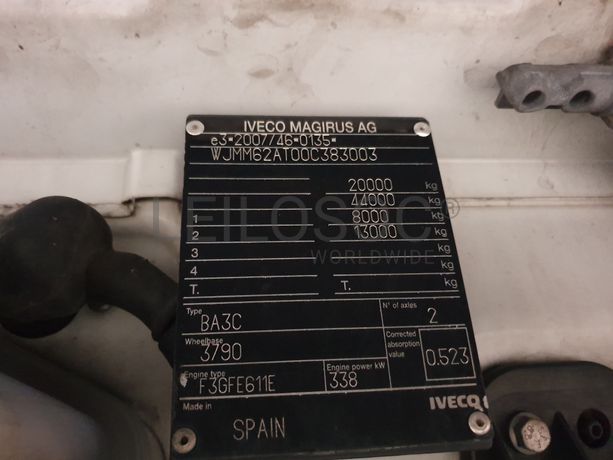 IVECO MAGIRUS AG
e3*2007/46*0135*
WJMM62AT00C383003
20000 kg
44000 kg
1 8000 kg
2 13000 kg
3 kg
4 kg
T. T. kg
Type BA3C N° of axles 2
Wheelbase 3790 Corrected absorption value 0.523
Engine type F3GFE611E Engine power kW 338
Made in SPAIN IVECO
LEILOSOC®
WORLDWIDE